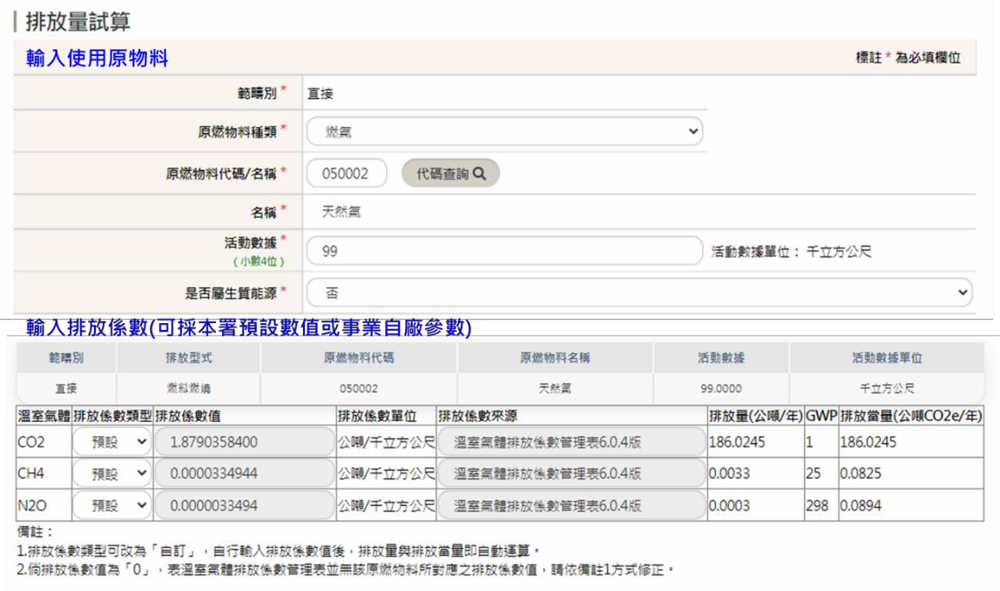 排放量試算
輸入使用原物料 標註 * 為必填欄位
範疇別 * 直接
原燃物料種類 * 燃氣
原燃物料代碼/名稱 * 050002 代碼查詢
名稱 * 天然氣
活動數據 * 99 活動數據單位： 千立方公尺
(小數4位)
是否屬生質能源 * 否
輸入排放係數(可採本署預設數值或事業自廠參數)
範疇別 排放型式 原燃物料代碼 原燃物料名稱 活動數據 活動數據單位
直接 燃料燃燒 050002 天然氣 99.0000 千立方公尺
溫室氣體 排放係數類型 排放係數值 排放係數單位 排放係數來源 排放量(公噸/年) GWP 排放當量(公噸CO2e/年)
CO2 預設 1.8790358400 公噸/千立方公尺 溫室氣體排放係數管理表6.0.4版 186.0245 1 186.0245
CH4 預設 0.0000334944 公噸/千立方公尺 溫室氣體排放係數管理表6.0.4版 0.0033 25 0.0825
N2O 預設 0.0000033494 公噸/千立方公尺 溫室氣體排放係數管理表6.0.4版 0.0003 298 0.0894
備註：
1.排放係數類型可改為「自訂」，自行輸入排放係數值後，排放量與排放當量即自動運算。
2.倘排放係數值為「0」，表溫室氣體排放係數管理表並無該原燃物料所對應之排放係數值，請依備註1方式修正。